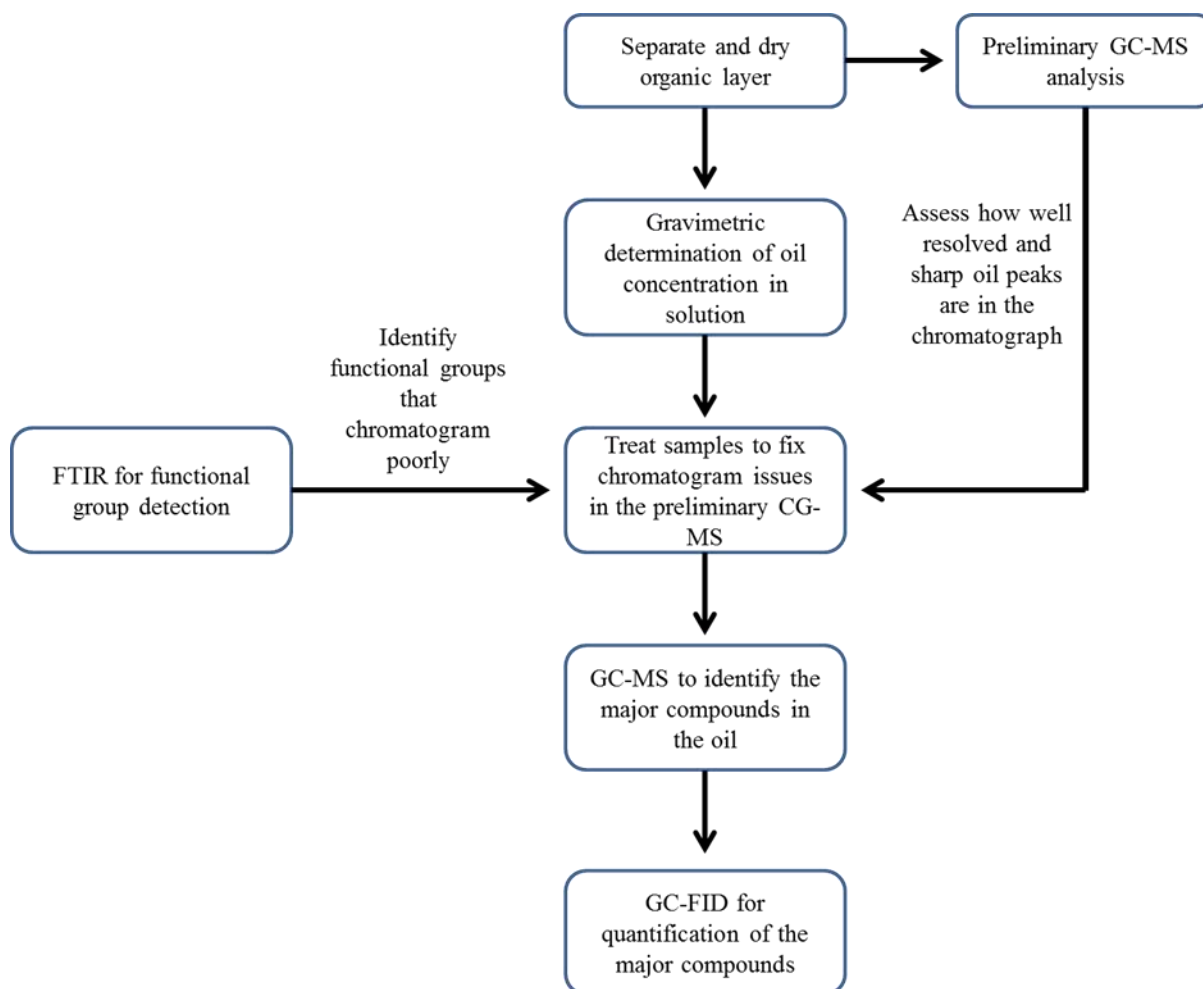 Separate and dry
organic layer
Preliminary GC-MS
analysis
Gravimetric
determination of oil
concentration in
solution
Assess how well
resolved and
sharp oil peaks
are in the
chromatograph
Identify
functional groups
that
chromatogram
poorly
FTIR for functional
group detection
Treat samples to fix
chromatogram issues
in the preliminary CG-
MS
GC-MS to identify the
major compounds in
the oil
GC-FID for
quantification of the
major compounds